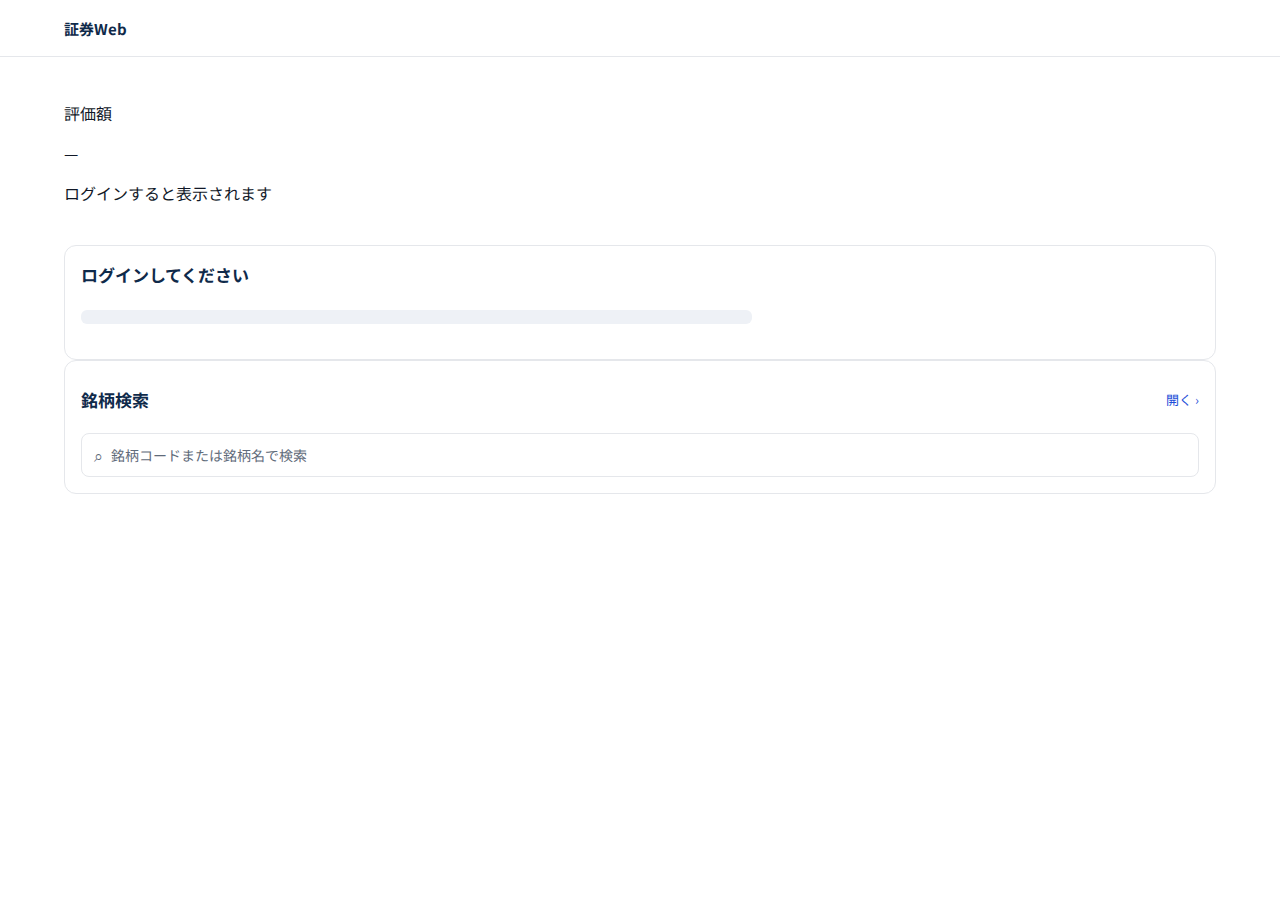 証券Web
評価額
—
ログインすると表示されます
ログインしてください
銘柄検索
開く ›
⌕ 銘柄コードまたは銘柄名で検索